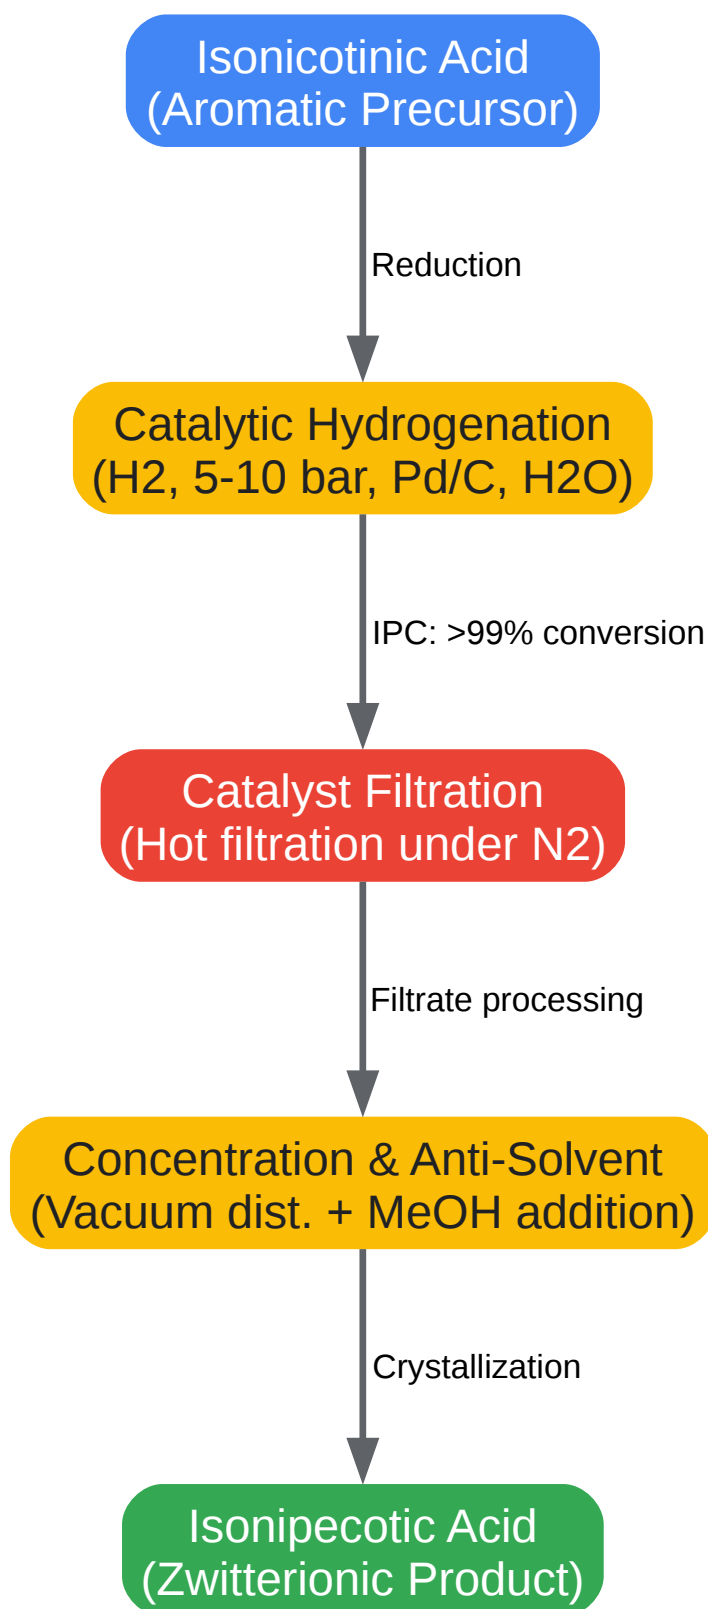 Isonicotinic Acid
(Aromatic Precursor)
Reduction
Catalytic Hydrogenation
(H2, 5-10 bar, Pd/C, H2O)
IPC: >99% conversion
Catalyst Filtration
(Hot filtration under N2)
Filtrate processing
Concentration & Anti-Solvent
(Vacuum dist. + MeOH addition)
Crystallization
Isonipecotic Acid
(Zwitterionic Product)